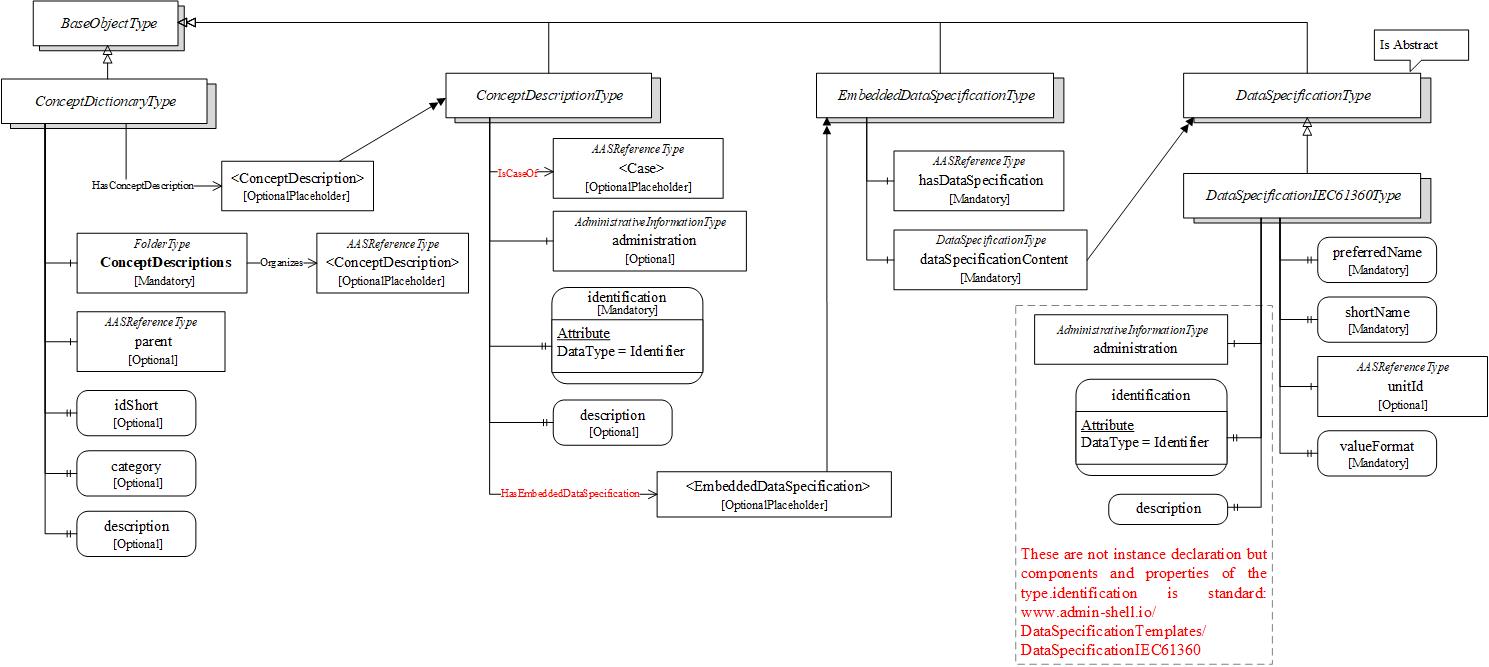 BaseObjectType
Is Abstract
ConceptDictionaryType
ConceptDescriptionType
EmbeddedDataSpecificationType
DataSpecificationType
HasConceptDescription
<ConceptDescription>
[OptionalPlaceholder]
FolderType
ConceptDescriptions
[Mandatory]
Organizes
AASReferenceType
<ConceptDescription>
[OptionalPlaceholder]
AASReferenceType
parent
[Optional]
idShort
[Optional]
category
[Optional]
description
[Optional]
IsCaseOf
AASReferenceType
<Case>
[OptionalPlaceholder]
AdministrativeInformationType
administration
[Optional]
identification
[Mandatory]
Attribute
DataType = Identifier
description
[Optional]
HasEmbeddedDataSpecification
<EmbeddedDataSpecification>
[OptionalPlaceholder]
AASReferenceType
hasDataSpecification
[Mandatory]
DataSpecificationType
dataSpecificationContent
[Mandatory]
DataSpecificationIEC61360Type
preferredName
[Mandatory]
shortName
[Mandatory]
AASReferenceType
unitId
[Optional]
valueFormat
[Mandatory]
AdministrativeInformationType
administration
identification
Attribute
DataType = Identifier
description
These are not instance declaration but
components and properties of the
type.identification is standard:
www.admin-shell.io/
DataSpecificationTemplates/
DataSpecificationIEC61360